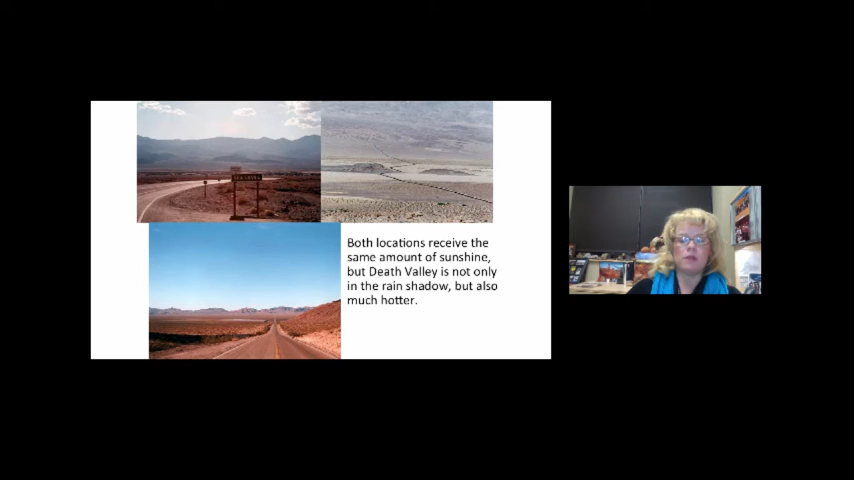 Both locations receive the
same amount of sunshine,
but Death Valley is not only
in the rain shadow, but also
much hotter.